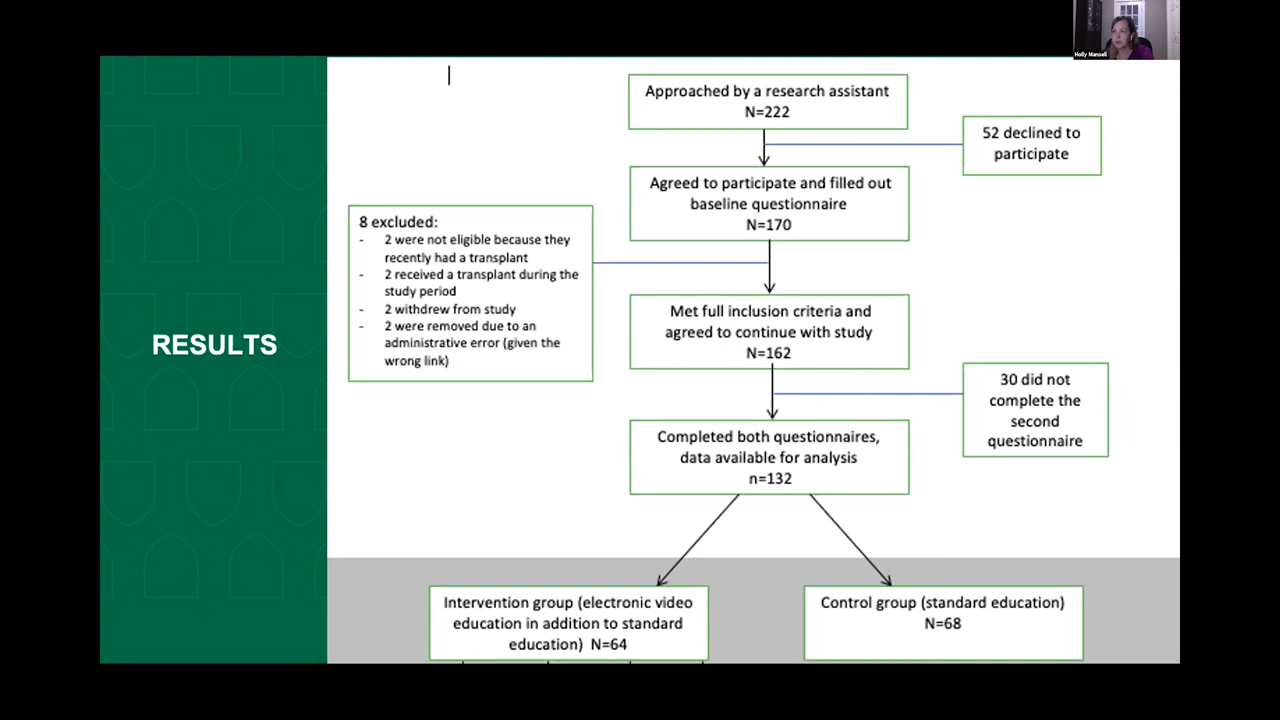 Holly Mansell
RESULTS
Approached by a research assistant
N=222
52 declined to
participate
Agreed to participate and filled out
baseline questionnaire
N=170
8 excluded:
- 2 were not eligible because they
recently had a transplant
- 2 received a transplant during the
study period
- 2 withdrew from study
- 2 were removed due to an
administrative error (given the
wrong link)
Met full inclusion criteria and
agreed to continue with study
N=162
30 did not
complete the
second
questionnaire
Completed both questionnaires,
data available for analysis
n=132
Intervention group (electronic video
education in addition to standard
education) N=64
Control group (standard education)
N=68